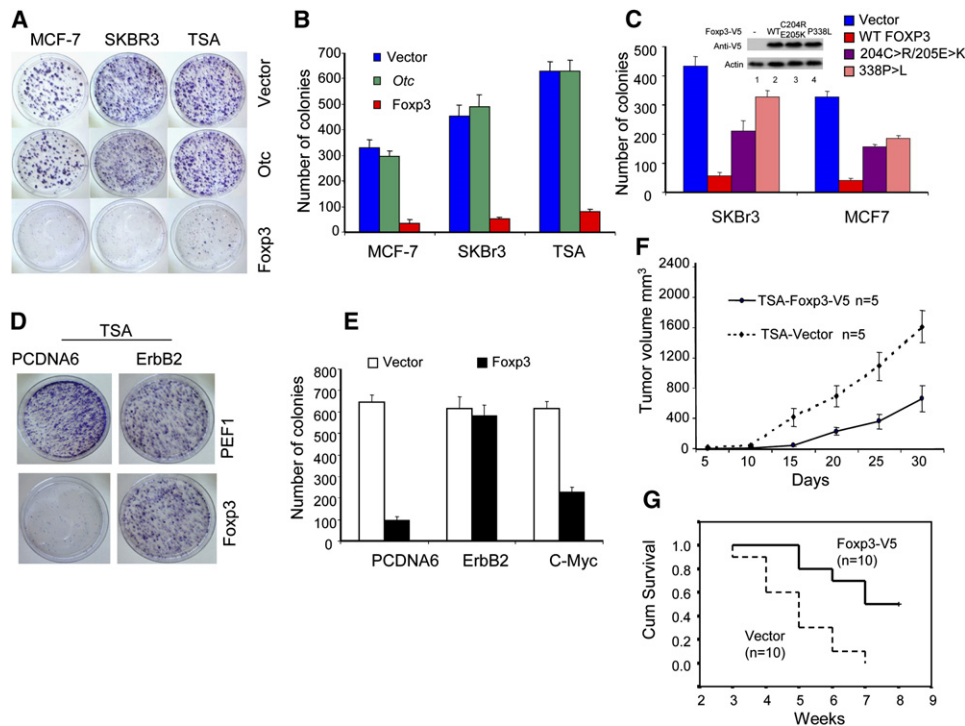 A
MCF-7 SKBR3 TSA
Vector
Otc
Foxp3
B
Number of colonies
700
600
500
400
300
200
100
0
Vector
Otc
Foxp3
MCF-7 SKBr3 TSA
C
Number of colonies
500
400
300
200
100
0
Foxp3-V5 - WT C204R E205K P338L
Anti-V5
Actin
1 2 3 4
Vector
WT FOXP3
204C>R/205E>K
338P>L
SKBr3 MCF7
D
TSA
PCDNA6 ErbB2
PEF1
Foxp3
E
Number of colonies
700
600
500
400
300
200
100
0
Vector Foxp3
PCDNA6 ErbB2 C-Myc
F
Tumor volume mm3
1600
1200
800
400
0
TSA-Foxp3-V5 n=5
TSA-Vector n=5
5 10 15 20 25 30
Days
G
Cum Survival
1.0
0.8
0.6
0.4
0.2
0.0
Foxp3-V5
(n=10)
Vector
(n=10)
2 3 4 5 6 7 8 9
Weeks